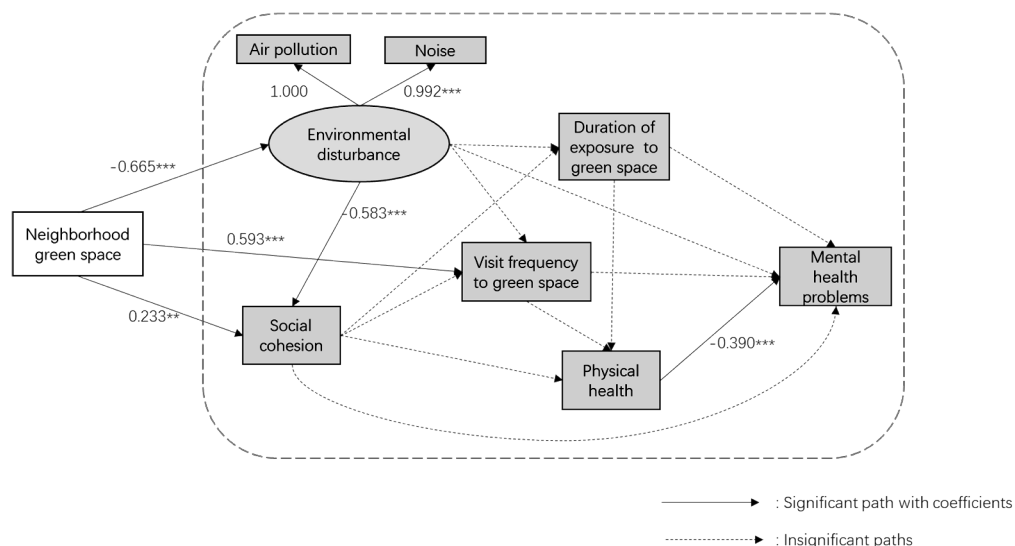 Air pollution
Noise
1.000
0.992***
Environmental
disturbance
Duration of
exposure to
green space
-0.665***
-0.583***
Neighborhood
green space
0.593***
Visit frequency
to green space
Mental
health
problems
0.233**
Social
cohesion
-0.390***
Physical
health
: Significant path with coefficients
: Insignificant paths